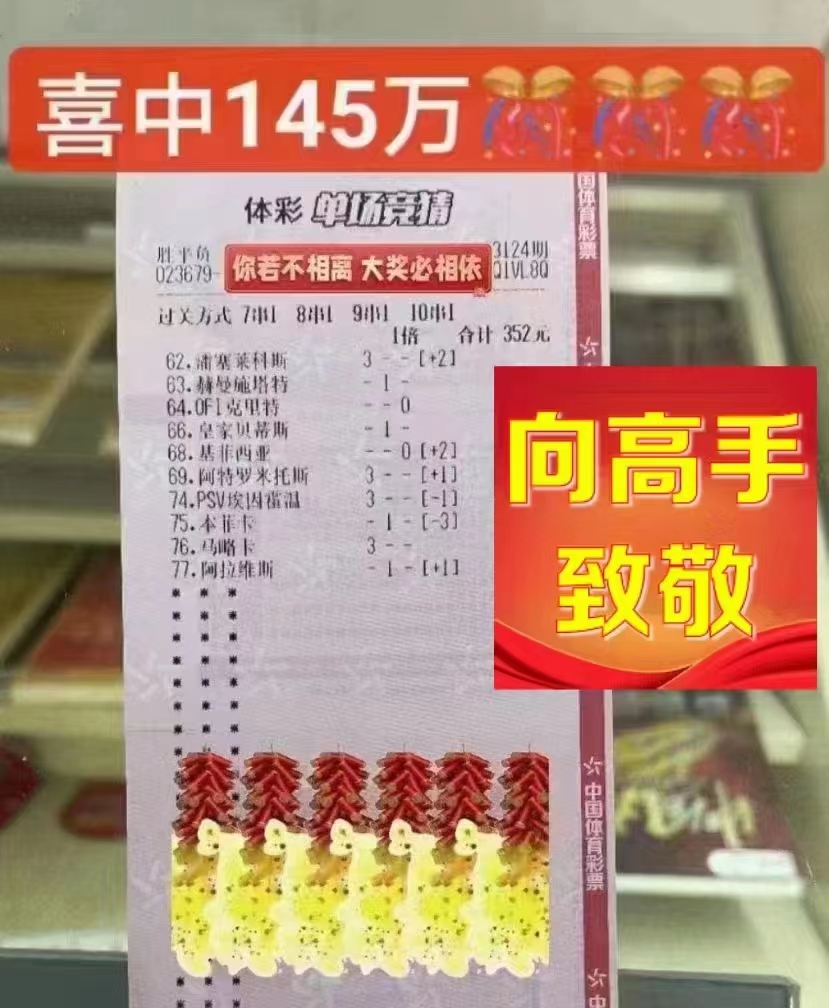 喜中145万
体彩 单场竞猜
胜平负
3124期
023679-
Q1VL8Q
你若不相离 大奖必相依
过关方式 7串1 8串1 9串1 10串1
1倍 合计 352元
62.潘塞莱科斯 3 - - [+2]
63.赫曼施塔特 - 1 -
64.OFI克里特 - - 0
66.皇家贝蒂斯 - 1 -
68.基菲西亚 - - 0 [+2]
69.阿特罗米托斯 3 - - [+1]
74.PSV埃因霍温 3 - - [-1]
75.本菲卡 - 1 - [-3]
76.马略卡 3 - -
77.阿拉维斯 - 1 - [+1]
* * *
* * *
* * *
* * *
* * *
* * *
* * *
向高手
致敬
国体育彩票
中国体育彩票
中